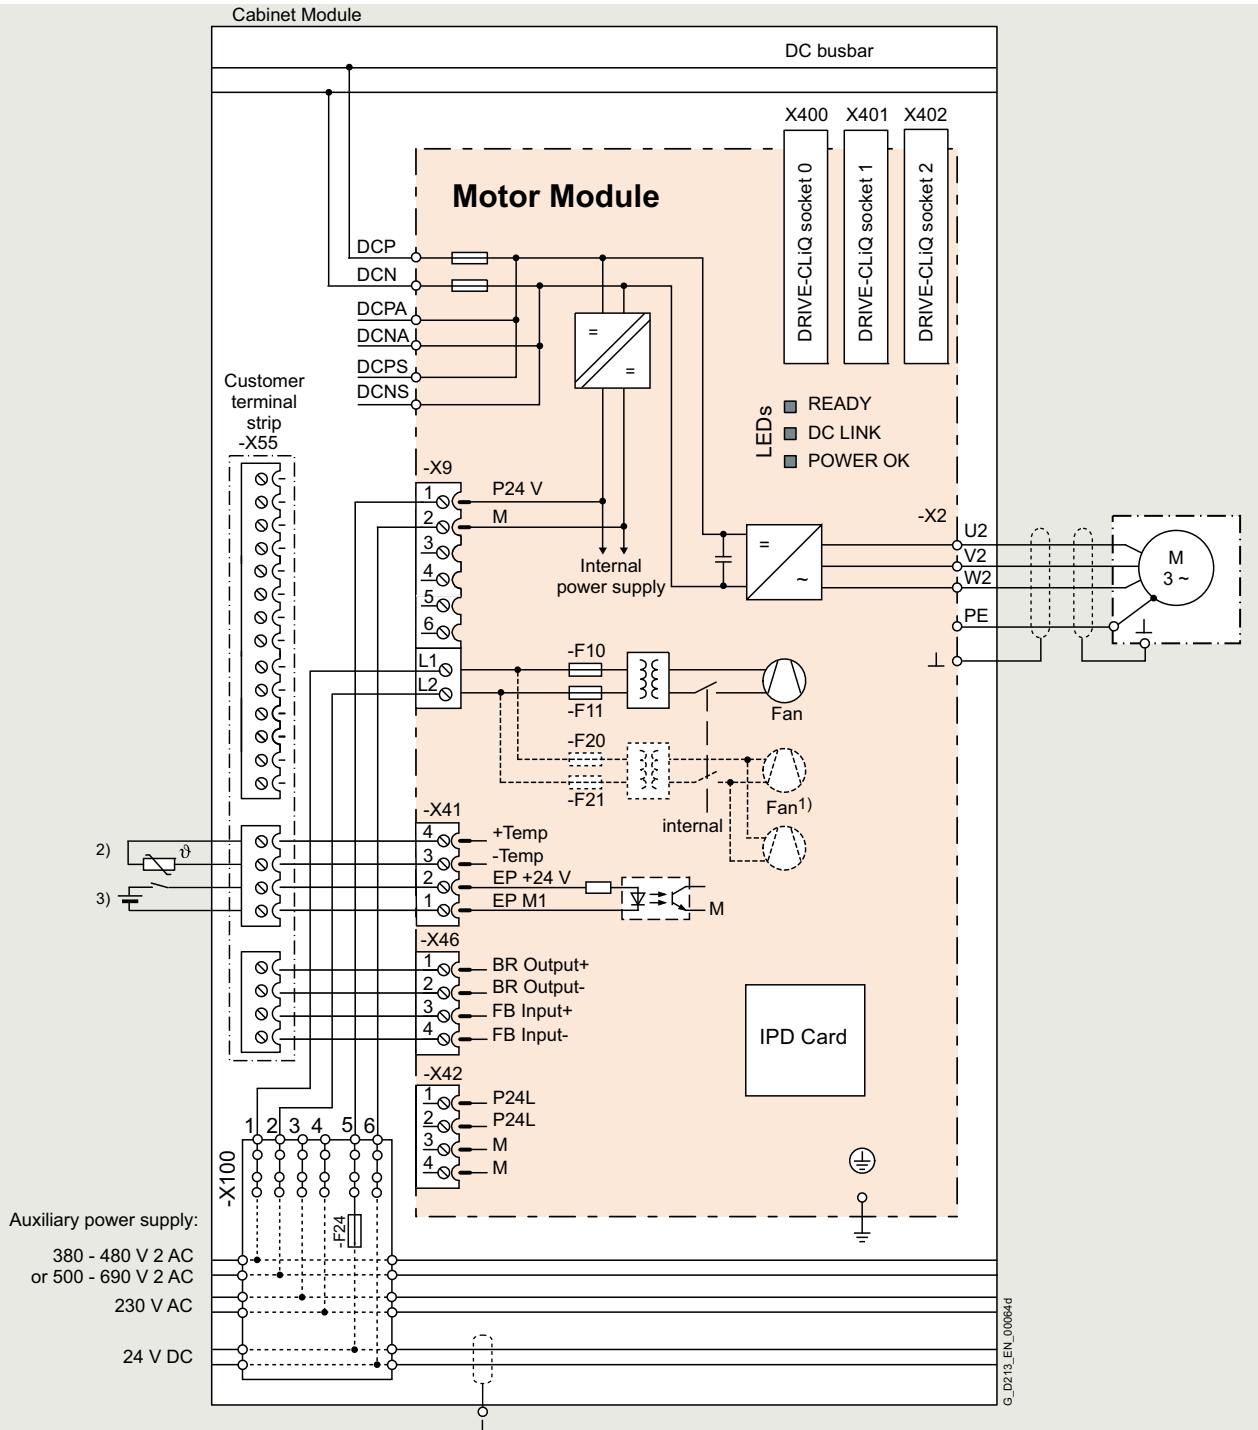 Cabinet Module
DC busbar
X400 X401 X402
DRIVE-CLiQ socket 0
DRIVE-CLiQ socket 1
DRIVE-CLiQ socket 2
Motor Module
DCP
DCN
DCPA
DCNA
DCPS
DCNS
=
=
Customer
terminal
strip
-X55
LEDs
READY
DC LINK
POWER OK
-X9
1 P24 V
2 M
3
4
5
6
Internal
power supply
=
~
-X2
U2
V2
W2
PE
M
3 ~
L1
L2
-F10
-F11
Fan
-F20
-F21
Fan1)
internal
-X41
4 +Temp
3 -Temp
2 EP +24 V
1 EP M1
M
2)
ϑ
3)
-X46
1 BR Output+
2 BR Output-
3 FB Input+
4 FB Input-
IPD Card
-X42
1 P24L
2 P24L
3 M
4 M
1 2 3 4 5 6
-X100
-F24
Auxiliary power supply:
380 - 480 V 2 AC
or 500 - 690 V 2 AC
230 V AC
24 V DC
G_D213_EN_00064d